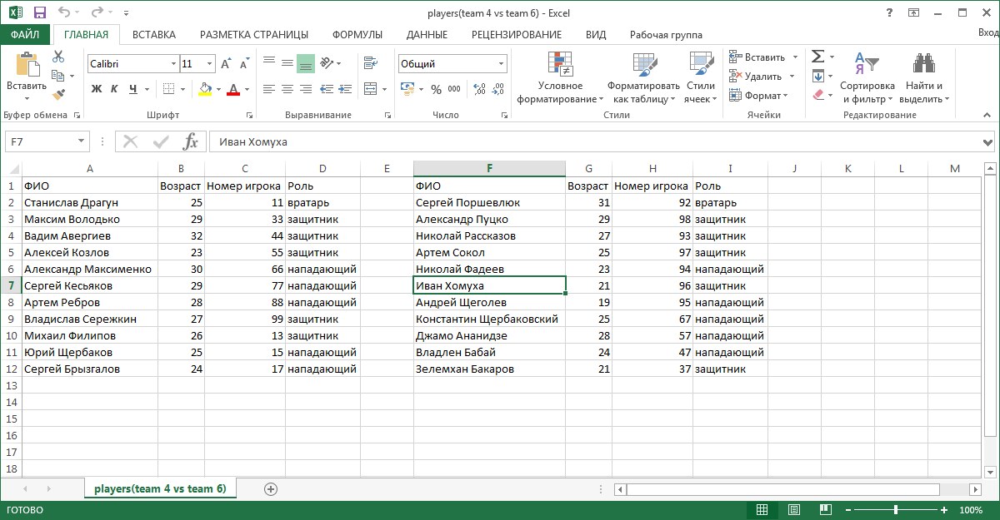 players(team 4 vs team 6) - Excel
?
ФАЙЛ ГЛАВНАЯ ВСТАВКА РАЗМЕТКА СТРАНИЦЫ ФОРМУЛЫ ДАННЫЕ РЕЦЕНЗИРОВАНИЕ ВИД Рабочая группа Вход
Calibri 11 Общий
Вставить
Ж К Ч
% 000
Условное форматирование
Форматировать как таблицу
Стили ячеек
Вставить
Удалить
Формат
Сортировка и фильтр
Найти и выделить
Буфер обмена Шрифт Выравнивание Число Стили Ячейки Редактирование
F7 fx Иван Хомуха
A B C D E F G H I J K L M
1 ФИО Возраст Номер игрока Роль ФИО Возраст Номер игрока Роль
2 Станислав Драгун 25 11 вратарь Сергей Поршевлюк 31 92 вратарь
3 Максим Володько 29 33 защитник Александр Пуцко 29 98 защитник
4 Вадим Авергиев 32 44 защитник Николай Рассказов 27 93 защитник
5 Алексей Козлов 23 55 защитник Артем Сокол 25 97 защитник
6 Александр Максименко 30 66 нападающий Николай Фадеев 23 94 нападающий
7 Сергей Кесьяков 29 77 нападающий Иван Хомуха 21 96 защитник
8 Артем Ребров 28 88 нападающий Андрей Щеголев 19 95 нападающий
9 Владислав Сережкин 27 99 защитник Константин Щербаковский 25 67 нападающий
10 Михаил Филипов 26 13 защитник Джамо Ананидзе 28 57 нападающий
11 Юрий Щербаков 25 15 нападающий Владлен Бабай 24 47 нападающий
12 Сергей Брызгалов 24 17 нападающий Зелемхан Бакаров 21 37 защитник
13
14
15
16
17
18
players(team 4 vs team 6)
ГОТОВО 100%